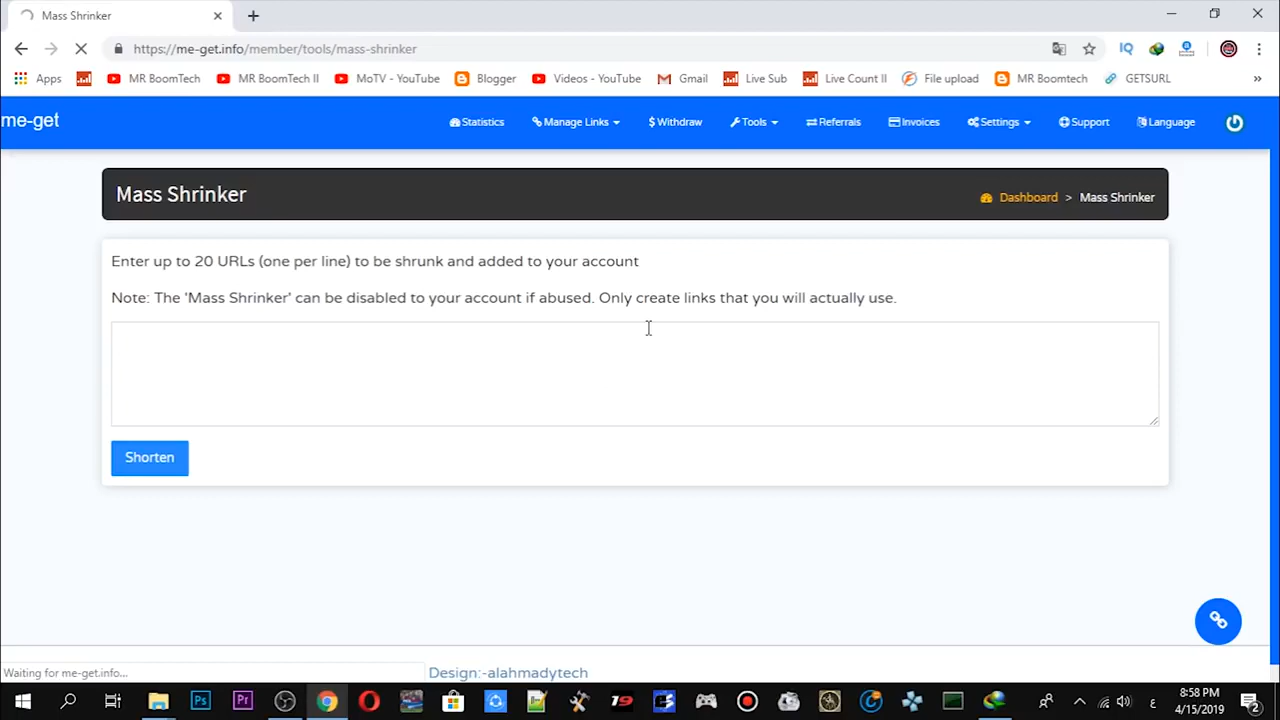 Mass Shrinker
https://me-get.info/member/tools/mass-shrinker
Apps
MR BoomTech
MR BoomTech II
MoTV - YouTube
Blogger
Videos - YouTube
Gmail
Live Sub
Live Count II
File upload
MR Boomtech
GETSURL
»
me-get
Statistics
Manage Links
$Withdraw
Tools
Referrals
Invoices
Settings
Support
Language
Mass Shrinker
Dashboard > Mass Shrinker
Enter up to 20 URLs (one per line) to be shrunk and added to your account
Note: The 'Mass Shrinker' can be disabled to your account if abused. Only create links that you will actually use.
Shorten
Waiting for me-get.info...
Design:-alahmadytech
Ps
Pr
19
ع
8:58 PM
4/15/2019
2